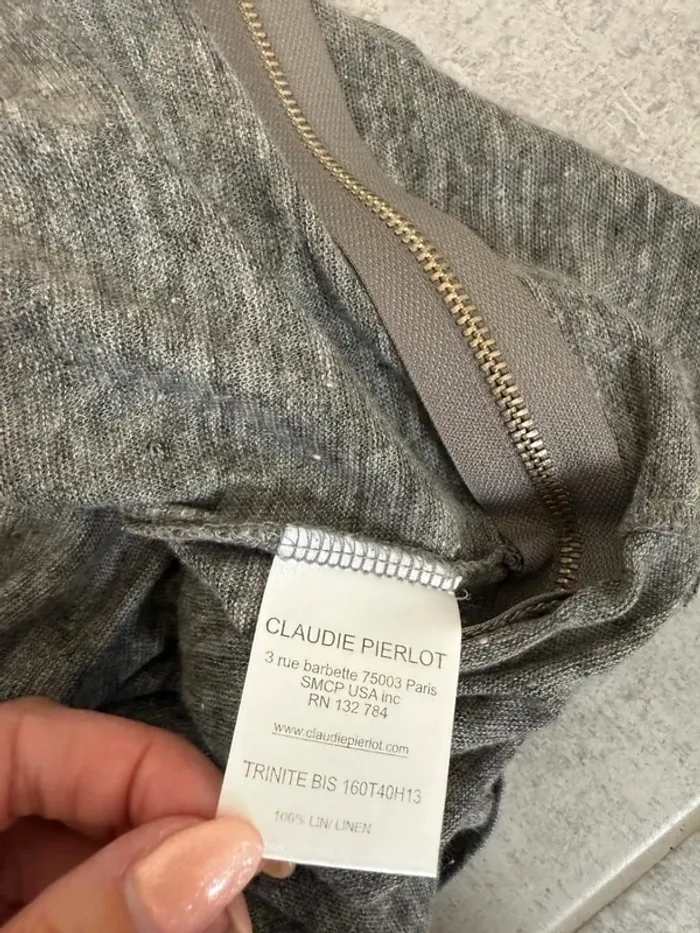 CLAUDIE PIERLOT
3 rue barbette 75003 Paris
SMCP USA inc
RN 132 784
www.claudiepierlot.com
TRINITE BIS 160T40H13
100% LIN/ LINEN